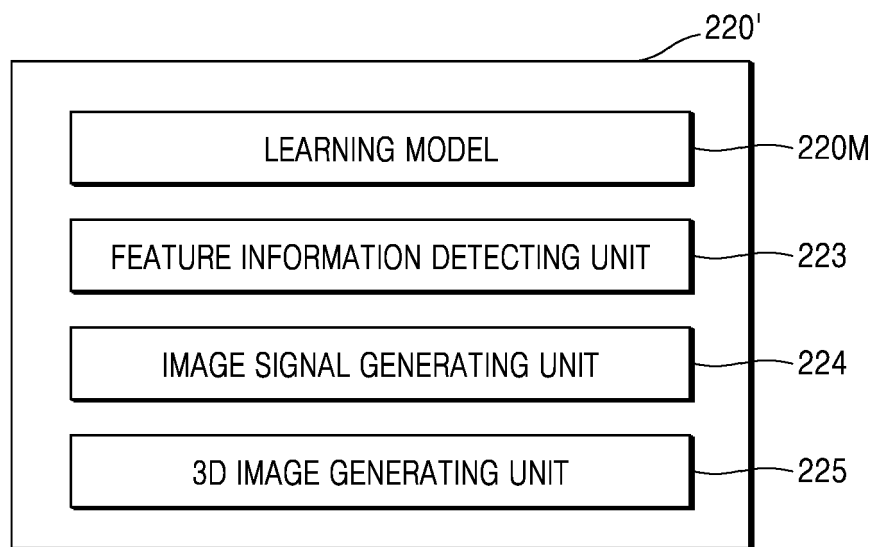 220'
LEARNING MODEL 220M
FEATURE INFORMATION DETECTING UNIT 223
IMAGE SIGNAL GENERATING UNIT 224
3D IMAGE GENERATING UNIT 225